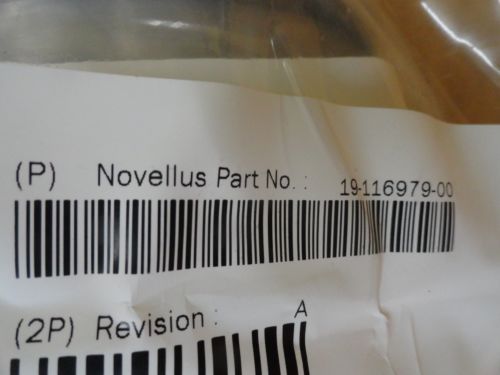 (P) Novellus Part No. : 19-116979-00
(2P) Revision : A